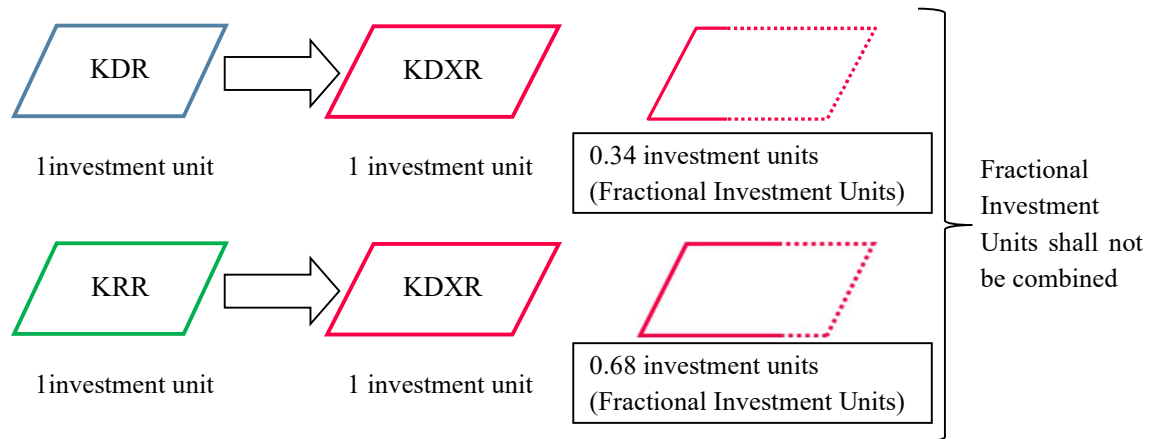 KDR
KDXR
1investment unit
1 investment unit
0.34 investment units
(Fractional Investment Units)
KRR
KDXR
1investment unit
1 investment unit
0.68 investment units
(Fractional Investment Units)
Fractional
Investment
Units shall not
be combined